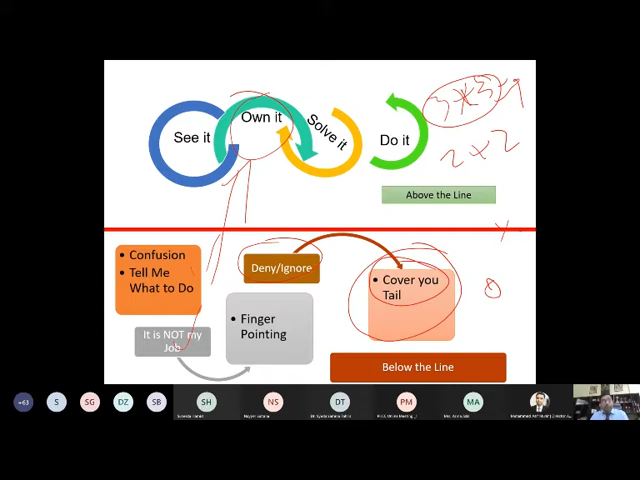 See it
Own it
Solve it
Do it
3 * 3
2 x 2
Above the Line
• Confusion
• Tell Me
What to Do
Deny/Ignore
• Cover you
Tail
It is NOT my
Job
• Finger
Pointing
Below the Line
+63
S
SG
DZ
SB
SH
NS
DT
PM
MA